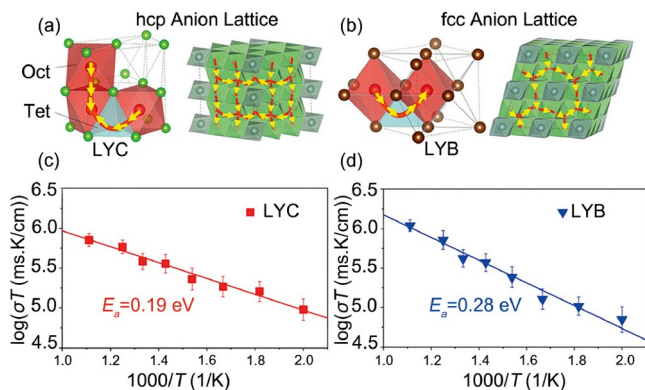 (a) hcp Anion Lattice
Oct
Tet
LYC
(b) fcc Anion Lattice
LYB
(c)
6.5
6.0
5.5
5.0
4.5
log(σT (ms.K/cm))
LYC
Eₐ=0.19 eV
1.0 1.2 1.4 1.6 1.8 2.0
1000/T (1/K)
(d)
6.5
6.0
5.5
5.0
4.5
log(σT (ms.K/cm))
LYB
Eₐ=0.28 eV
1.0 1.2 1.4 1.6 1.8 2.0
1000/T (1/K)